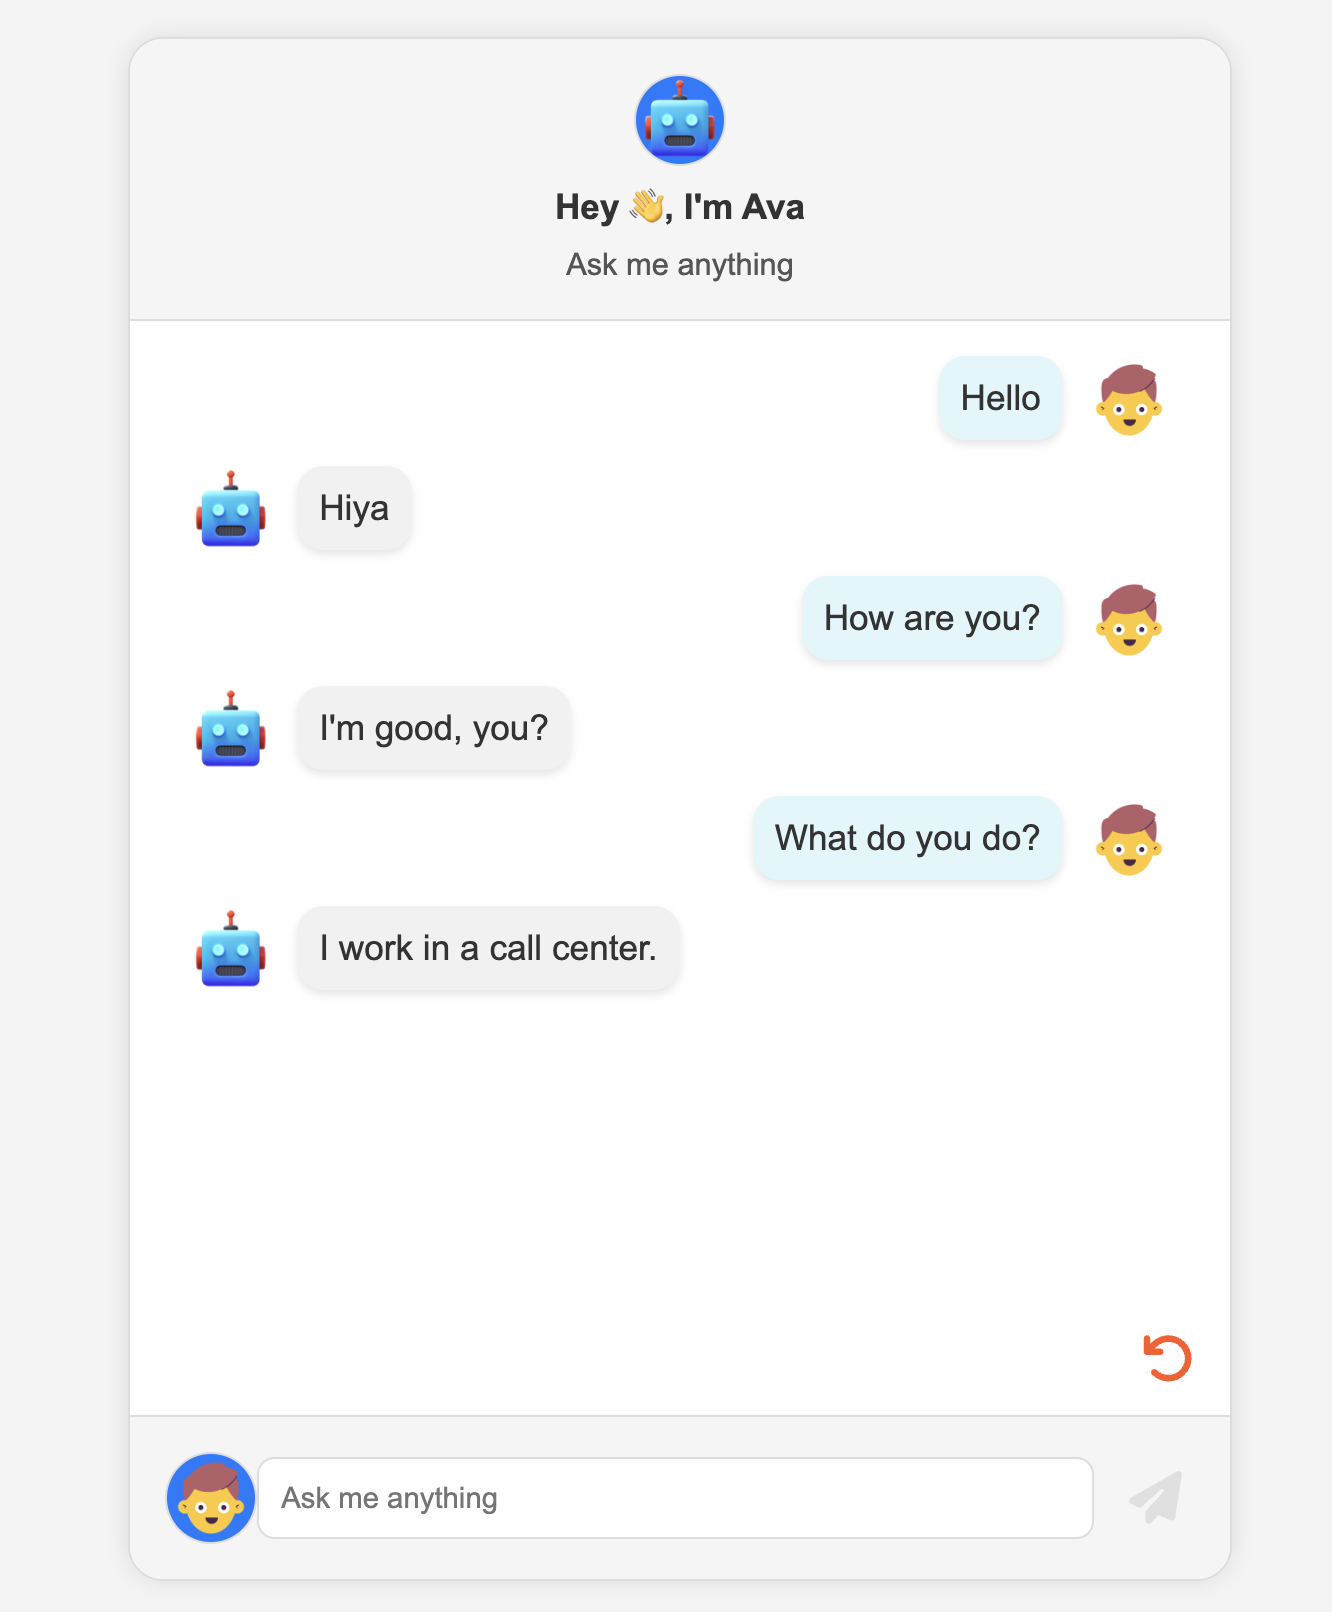 Hey 👋, I'm Ava
Ask me anything
Hello
Hiya
How are you?
I'm good, you?
What do you do?
I work in a call center.
Ask me anything